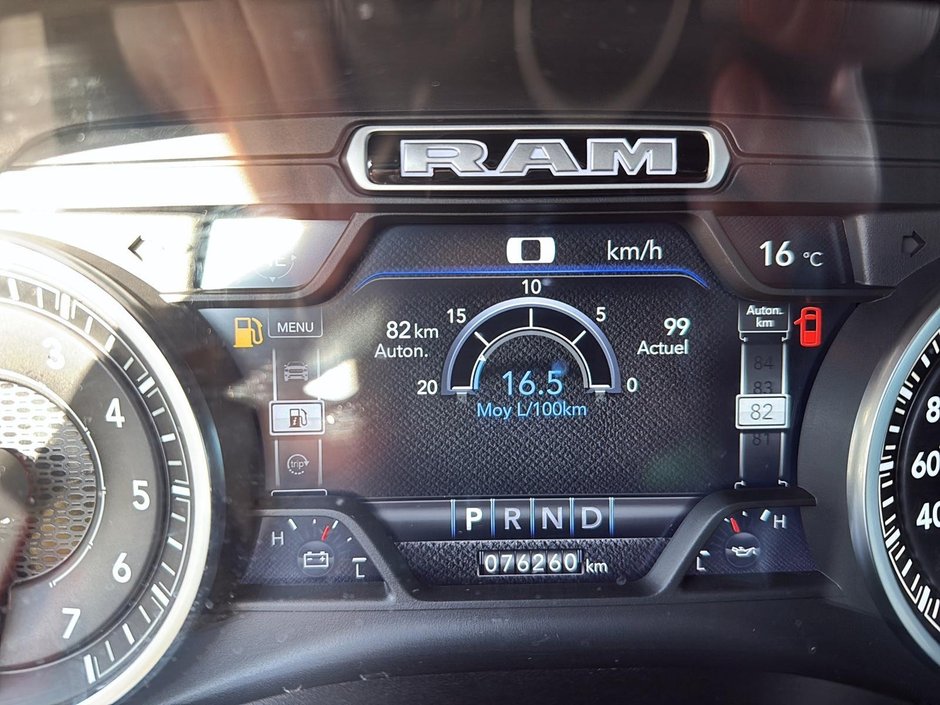 RAM
km/h
16 °C
MENU
Auton.
km
10
15
5
82 km
Auton.
99
Actuel
20
0
16.5
Moy L/100km
84
83
82
81
trip
P R N D
H
L
H
L
076260 km
3
4
5
6
7
8
60
40